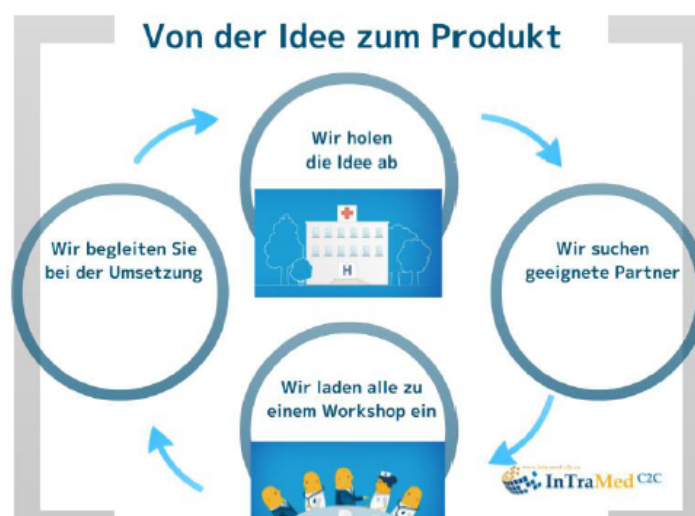 Von der Idee zum Produkt
Wir holen
die Idee ab
H
Wir suchen
geeignete Partner
Wir laden alle zu
einem Workshop ein
Wir begleiten Sie
bei der Umsetzung
InTraMed C2C